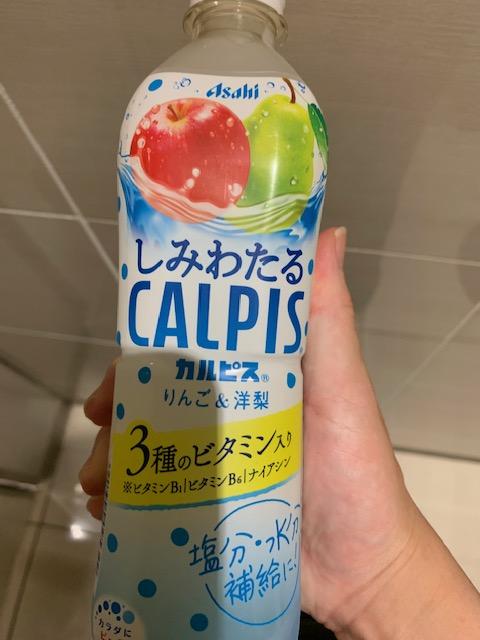 Asahi
しみわたる
CALPIS®
カルピス®
りんご&洋梨
3種のビタミン入り
※ビタミンB1|ビタミンB6|ナイアシン
塩分・水分
補給に!
カラダに